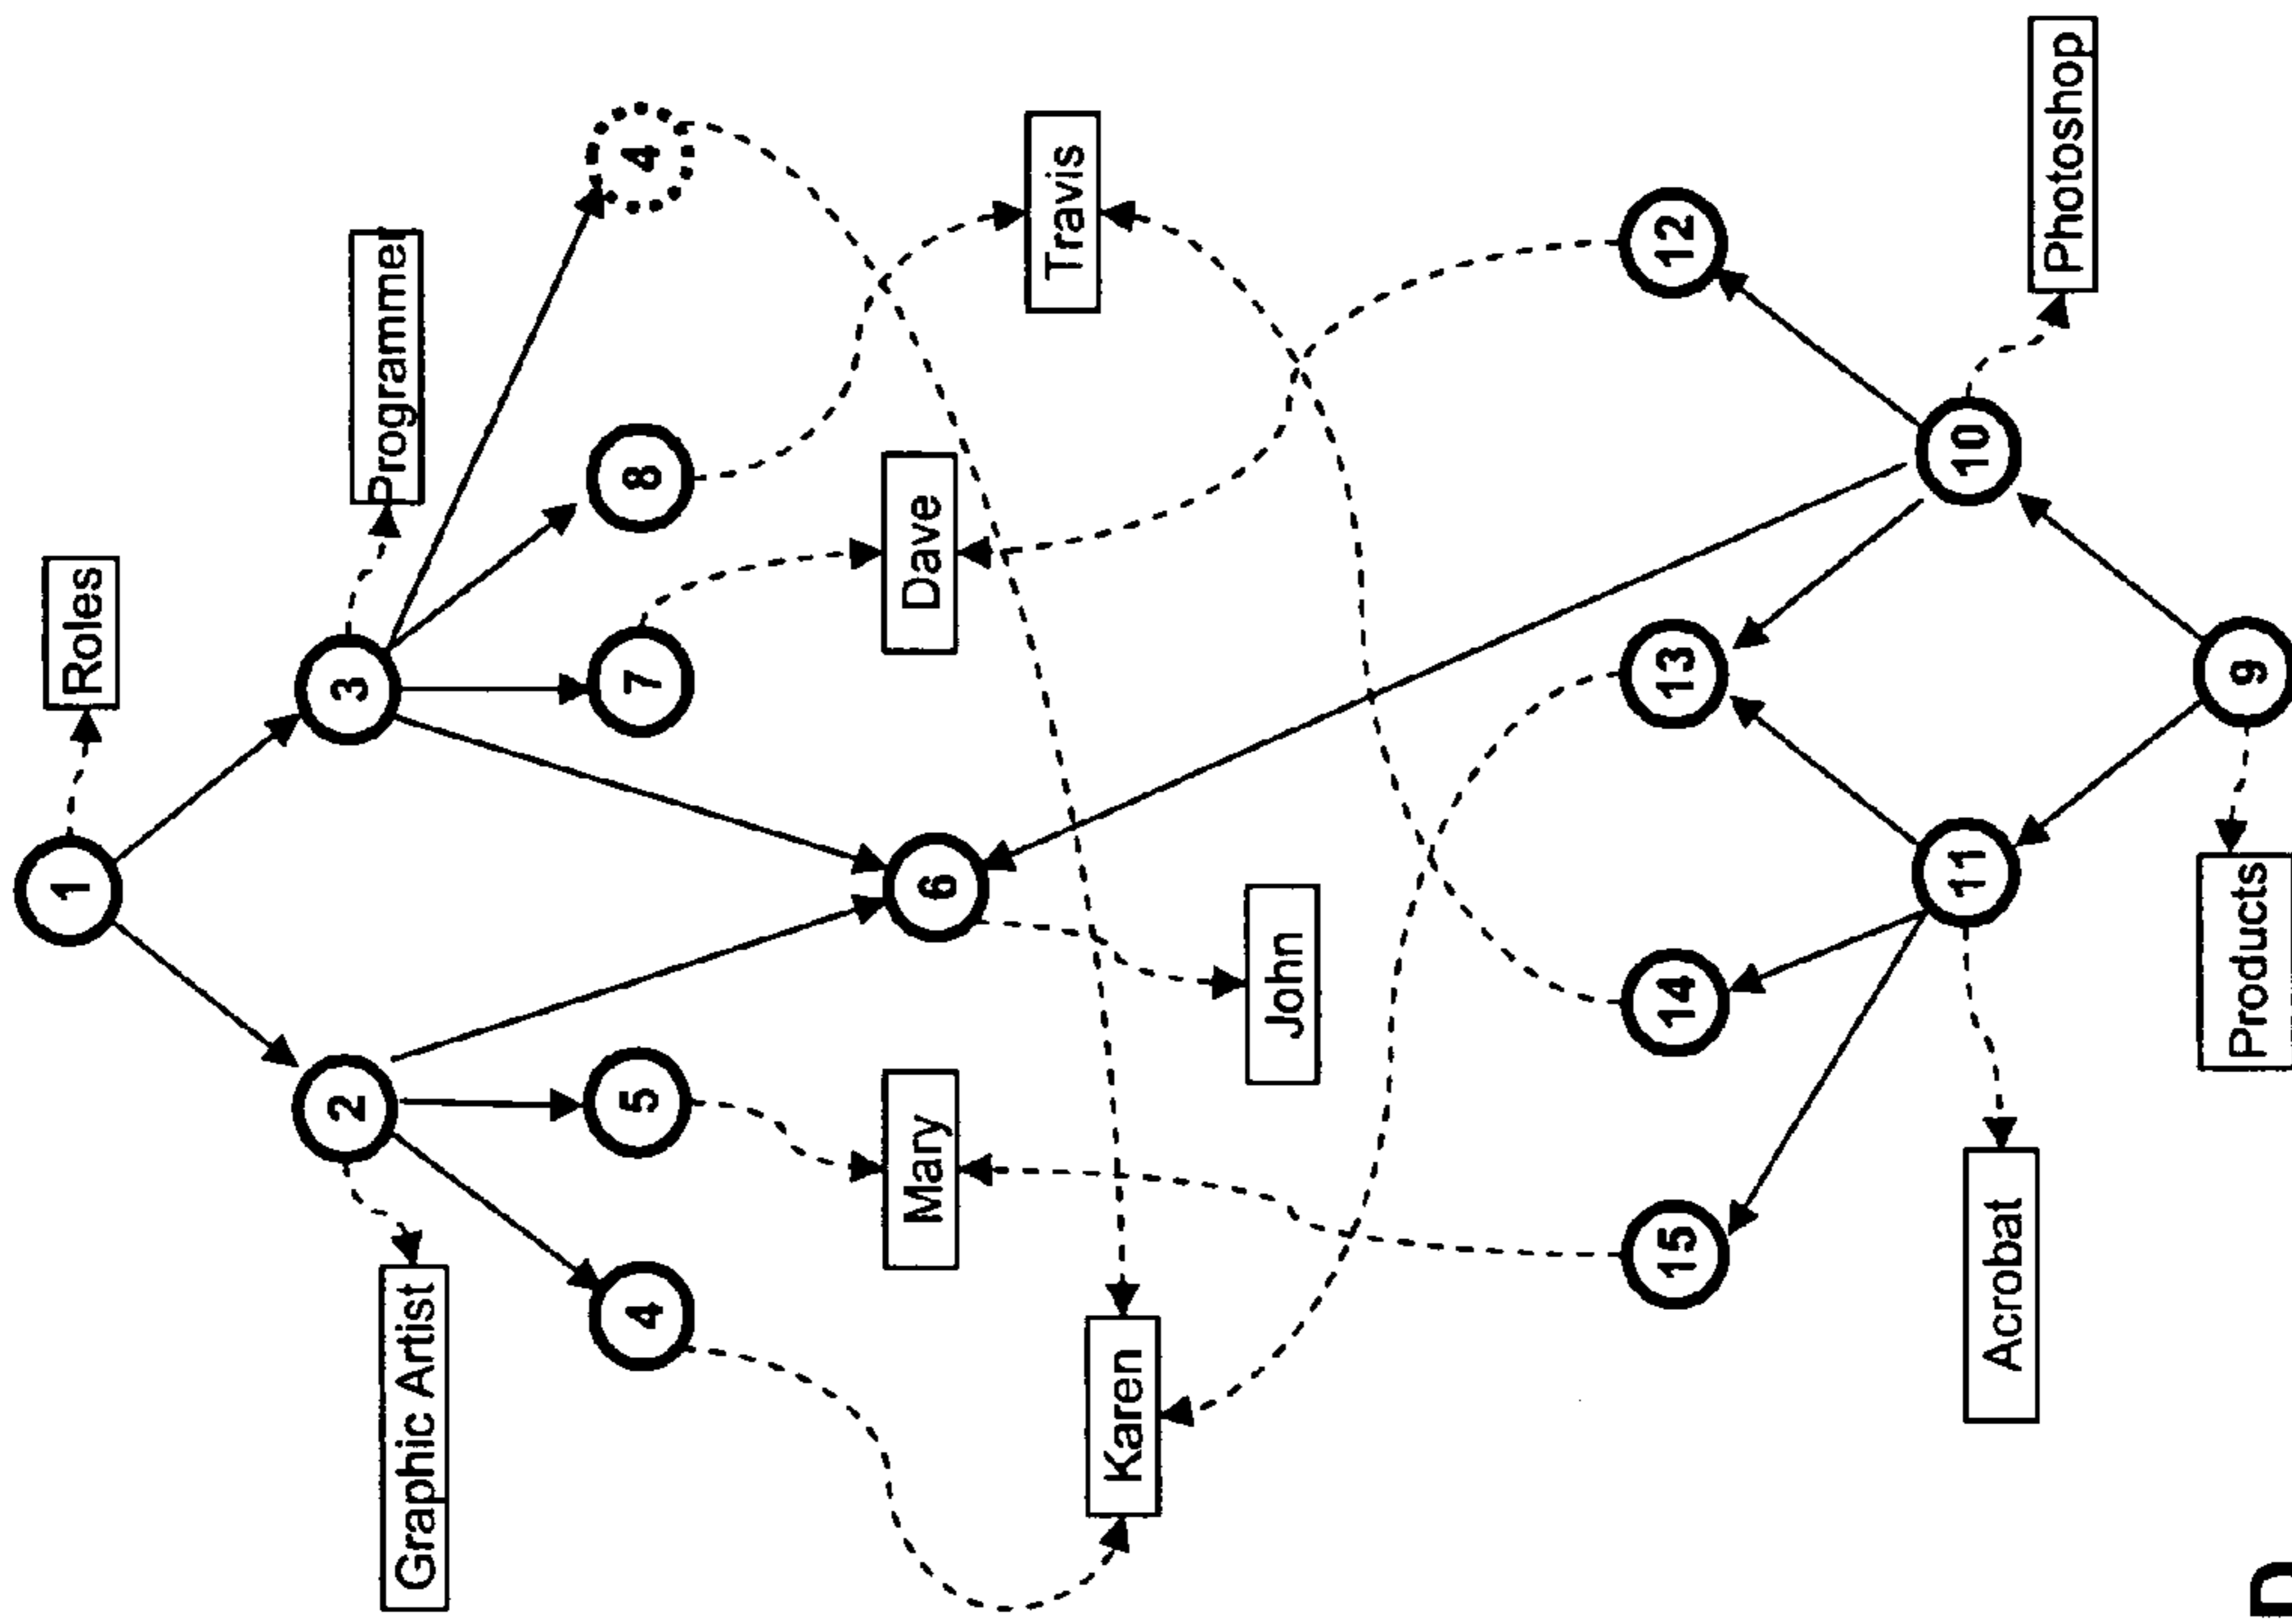 Roles
1
Programmer
3
2
Graphic Artist
4
8
7
5
4
Travis
Dave
6
Mary
John
Karen
12
13
14
15
Photoshop
10
11
Acrobat
9
Products